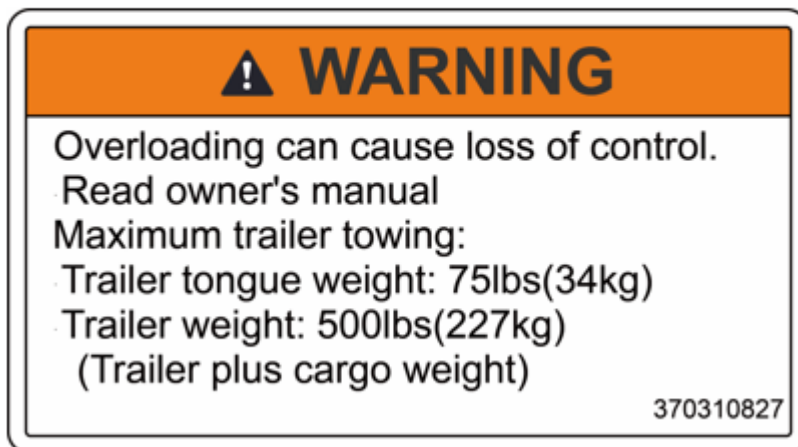 WARNING
Overloading can cause loss of control.
Read owner's manual
Maximum trailer towing:
Trailer tongue weight: 75lbs(34kg)
Trailer weight: 500lbs(227kg)
(Trailer plus cargo weight)
370310827